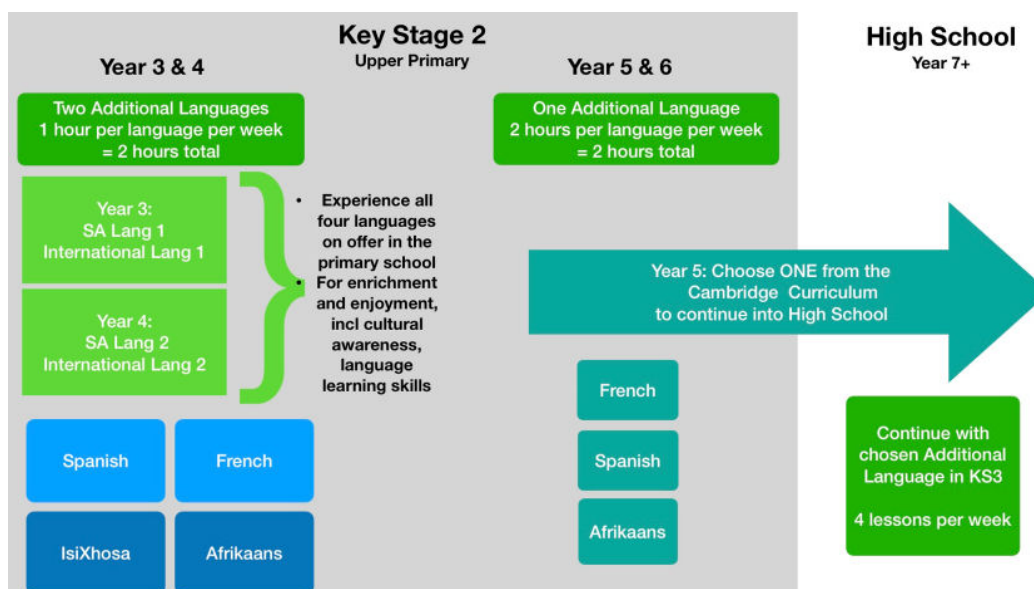 Key Stage 2
Upper Primary
High School
Year 7+
Year 3 & 4
Year 5 & 6
Two Additional Languages
1 hour per language per week
= 2 hours total
One Additional Language
2 hours per language per week
= 2 hours total
Year 3:
SA Lang 1
International Lang 1
Year 4:
SA Lang 2
International Lang 2
• Experience all
four languages
on offer in the
primary school
• For enrichment
and enjoyment,
incl cultural
awareness,
language
learning skills
Year 5: Choose ONE from the
Cambridge Curriculum
to continue into High School
Spanish
French
IsiXhosa
Afrikaans
French
Spanish
Afrikaans
Continue with
chosen Additional
Language in KS3
4 lessons per week